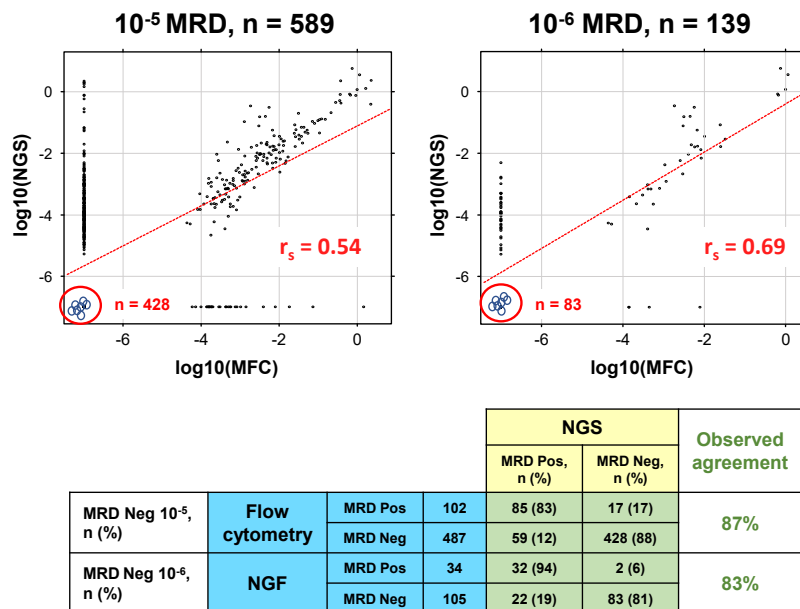 10-5 MRD, n = 589
10-6 MRD, n = 139
0
-2
-4
-6
log10(NGS)
rs = 0.54
n = 428
-6
-4
-2
0
log10(MFC)
0
-2
-4
-6
log10(NGS)
rs = 0.69
n = 83
-6
-4
-2
0
log10(MFC)
NGS
Observed
agreement
MRD Pos,
n (%)
MRD Neg,
n (%)
MRD Neg 10-5,
n (%)
Flow
cytometry
MRD Pos 102 85 (83) 17 (17)
MRD Neg 487 59 (12) 428 (88)
87%
MRD Neg 10-6,
n (%)
NGF
MRD Pos 34 32 (94) 2 (6)
MRD Neg 105 22 (19) 83 (81)
83%